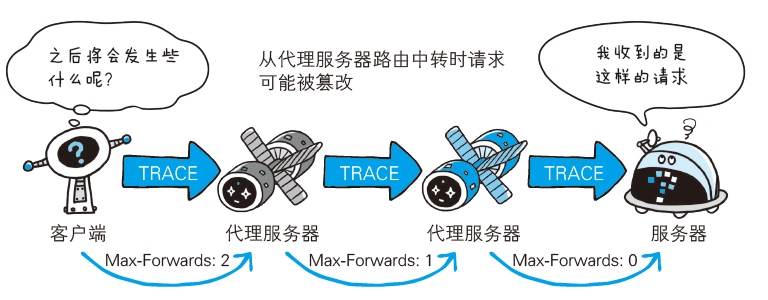 之后将会发生些
什么呢?
从代理服务器路由中转时请求
可能被篡改
我收到的是
这样的请求
?
TRACE
TRACE
TRACE
客户端
代理服务器
代理服务器
服务器
Max-Forwards: 2
Max-Forwards: 1
Max-Forwards: 0